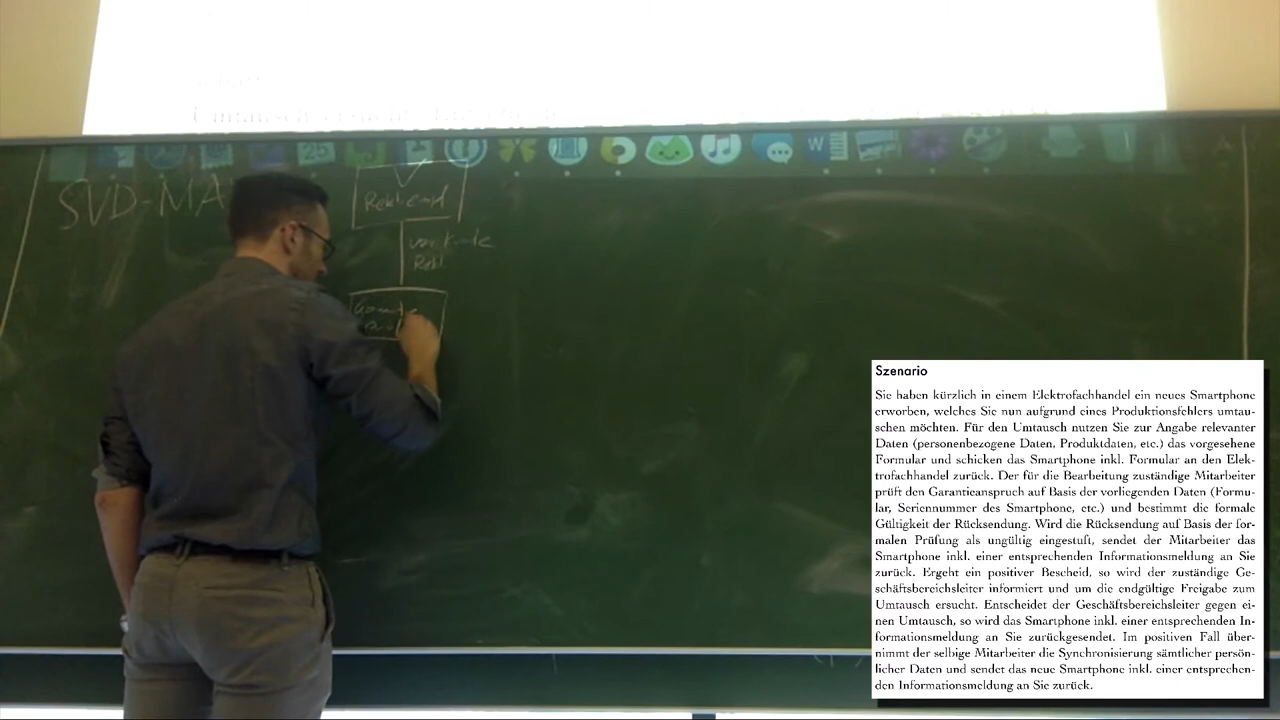 SVD-MA
Rekl.
Rekl
25
W
Szenario
Sie haben kürzlich in einem Elektrofachhandel ein neues Smartphone
erworben, welches Sie nun aufgrund eines Produktionsfehlers umtau-
schen möchten. Für den Umtausch nutzen Sie zur Angabe relevanter
Daten (personenbezogene Daten, Produktdaten, etc.) das vorgesehene
Formular und schicken das Smartphone inkl. Formular an den Elek-
trofachhandel zurück. Der für die Bearbeitung zuständige Mitarbeiter
prüft den Garantieanspruch auf Basis der vorliegenden Daten (Formu-
lar, Seriennummer des Smartphone, etc.) und bestimmt die formale
Gültigkeit der Rücksendung. Wird die Rücksendung auf Basis der for-
malen Prüfung als ungültig eingestuft, sendet der Mitarbeiter das
Smartphone inkl. einer entsprechenden Informationsmeldung an Sie
zurück. Ergeht ein positiver Bescheid, so wird der zuständige Ge-
schäftsbereichsleiter informiert und um die endgültige Freigabe zum
Umtausch ersucht. Entscheidet der Geschäftsbereichsleiter gegen ei-
nen Umtausch, so wird das Smartphone inkl. einer entsprechenden In-
formationsmeldung an Sie zurückgesendet. Im positiven Fall über-
nimmt der selbige Mitarbeiter die Synchronisierung sämtlicher persön-
licher Daten und sendet das neue Smartphone inkl. einer entsprechen-
den Informationsmeldung an Sie zurück.